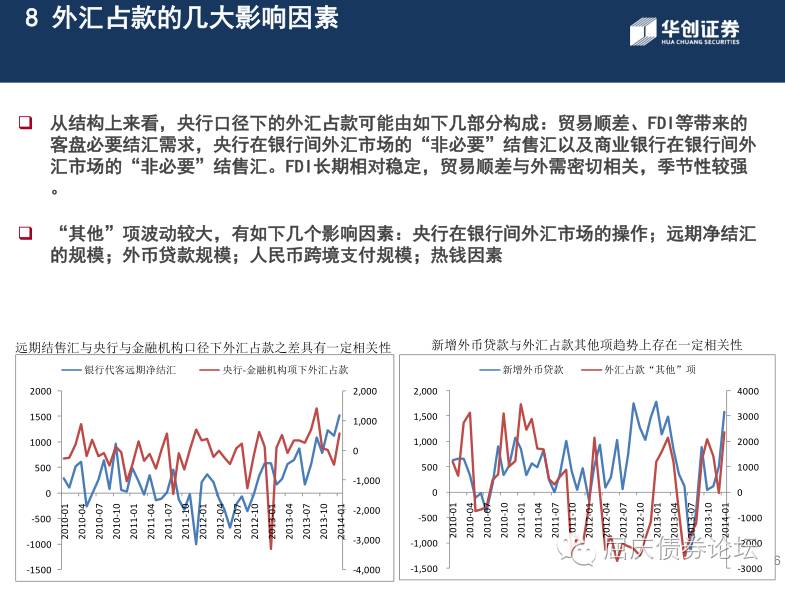 8 外汇占款的几大影响因素
华创证券
HUA CHUANG SECURITIES
❑ 从结构上来看，央行口径下的外汇占款可能由如下几部分构成：贸易顺差、FDI等带来的
客盘必要结汇需求，央行在银行间外汇市场的“非必要”结售汇以及商业银行在银行间外
汇市场的“非必要”结售汇。FDI长期相对稳定，贸易顺差与外需密切相关，季节性较强
。
❑ “其他”项波动较大，有如下几个影响因素：央行在银行间外汇市场的操作；远期净结汇
的规模；外币贷款规模；人民币跨境支付规模；热钱因素
远期结售汇与央行与金融机构口径下外汇占款之差具有一定相关性
银行代客远期净结汇 央行-金融机构项下外汇占款
2000 1500 1000 500 0 -500 -1000 -1500
2,000 1,000 0 -1,000 -2,000 -3,000 -4,000
2010-01 2010-04 2010-07 2010-10 2011-01 2011-04 2011-07 2011-10 2012-01 2012-04 2012-07 2012-10 2013-01 2013-04 2013-07 2013-10 2014-01
新增外币贷款与外汇占款其他项趋势上存在一定相关性
新增外币贷款 外汇占款“其他”项
2,000 1,500 1,000 500 0 -500 -1,000 -1,500
4000 3000 2000 1000 0 -1000 -2000 -3000
2010-01 2010-04 2010-07 2010-10 2011-01 2011-04 2011-07 2011-10 2012-01 2012-04 2012-07 2012-10 2013-01 2013-04 2013-07 2013-10 2014-01
屈庆债券论坛
6